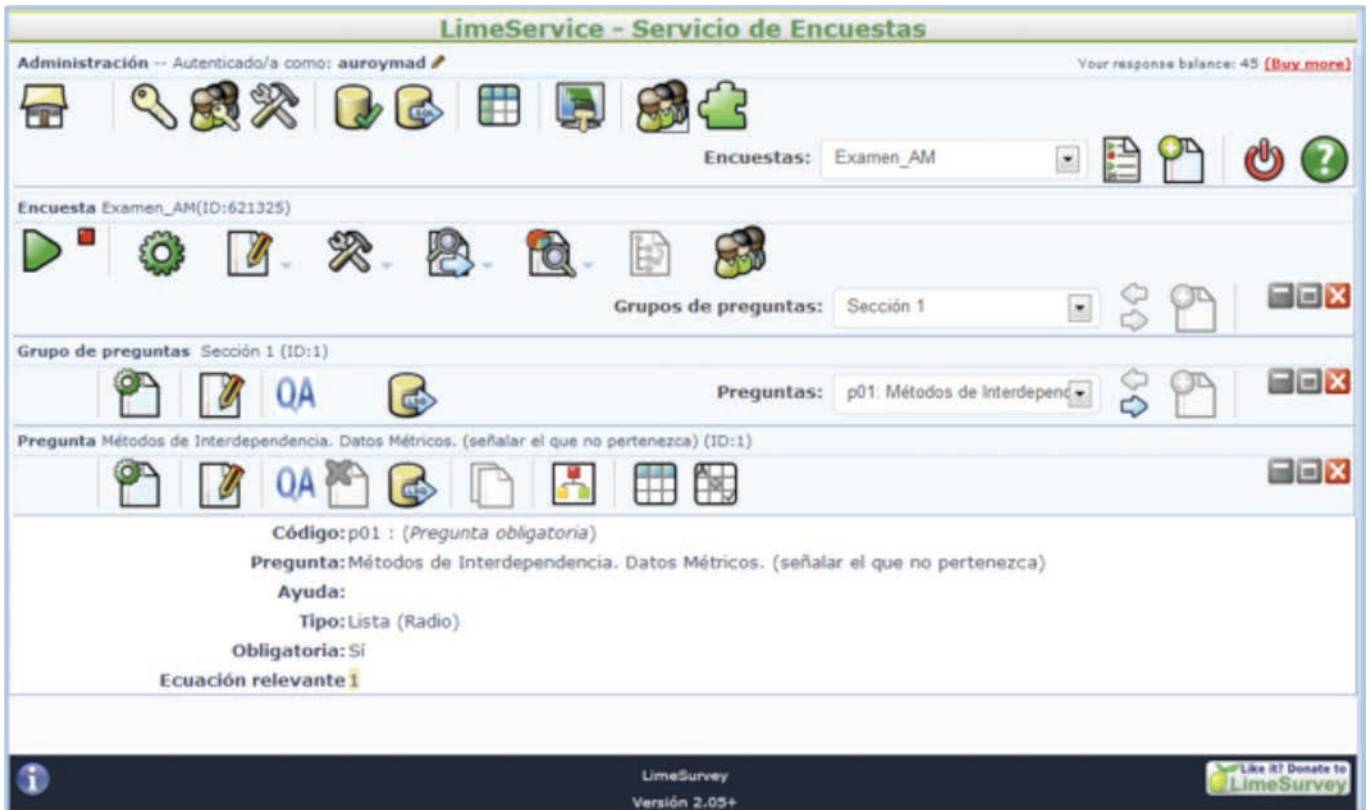 LimeService - Servicio de Encuestas
Administración -- Autenticado/a como: auroymad
Your response balance: 45 (Buy more)
Encuestas: Examen_AM
Encuesta Examen_AM(ID:621325)
Grupos de preguntas: Sección 1
Grupo de preguntas Sección 1 (ID:1)
QA
Preguntas: p01: Métodos de Interdepend
Pregunta Métodos de Interdependencia. Datos Métricos. (señalar el que no pertenezca) (ID:1)
QA
Código: p01 : (Pregunta obligatoria)
Pregunta: Métodos de Interdependencia. Datos Métricos. (señalar el que no pertenezca)
Ayuda:
Tipo: Lista (Radio)
Obligatoria: Sí
Ecuación relevante 1
LimeSurvey
Versión 2.05+
Like it? Donate to
LimeSurvey